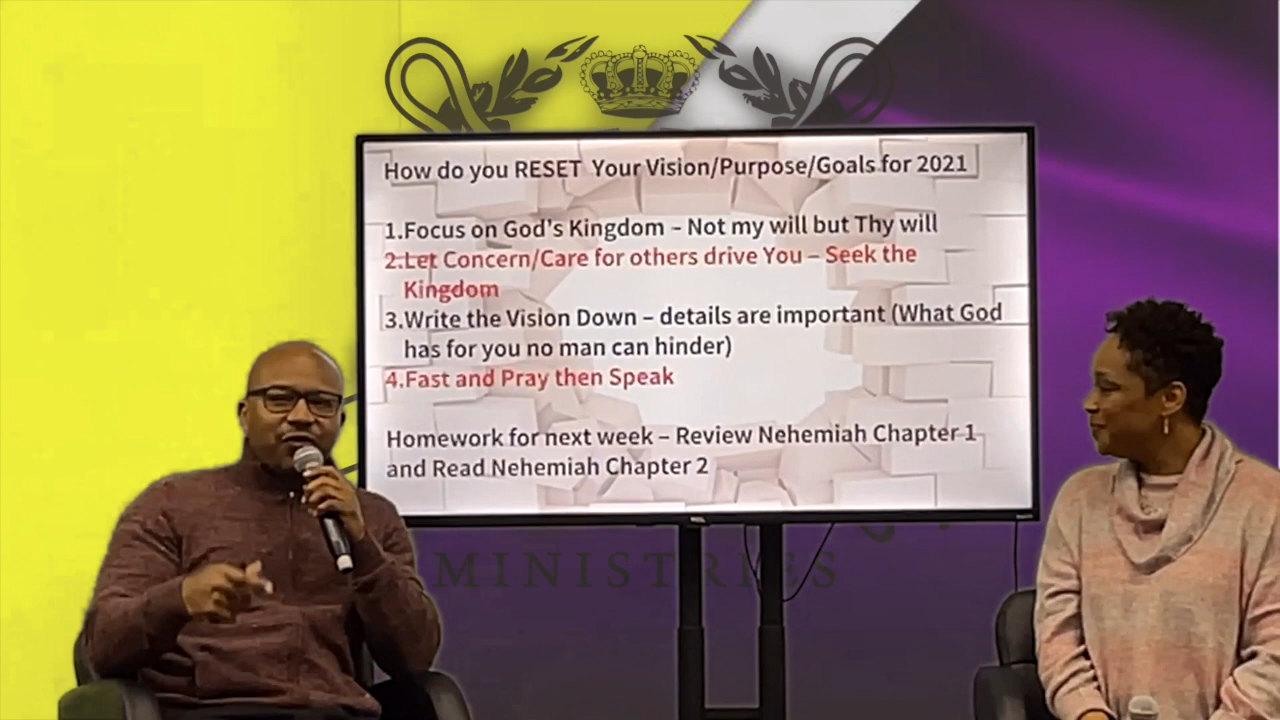 How do you RESET Your Vision/Purpose/Goals for 2021
1.Focus on God's Kingdom – Not my will but Thy will
2.Let Concern/Care for others drive You – Seek the
Kingdom
3.Write the Vision Down – details are important (What God
has for you no man can hinder)
4.Fast and Pray then Speak
Homework for next week – Review Nehemiah Chapter 1
and Read Nehemiah Chapter 2
TCL
MINISTRIES